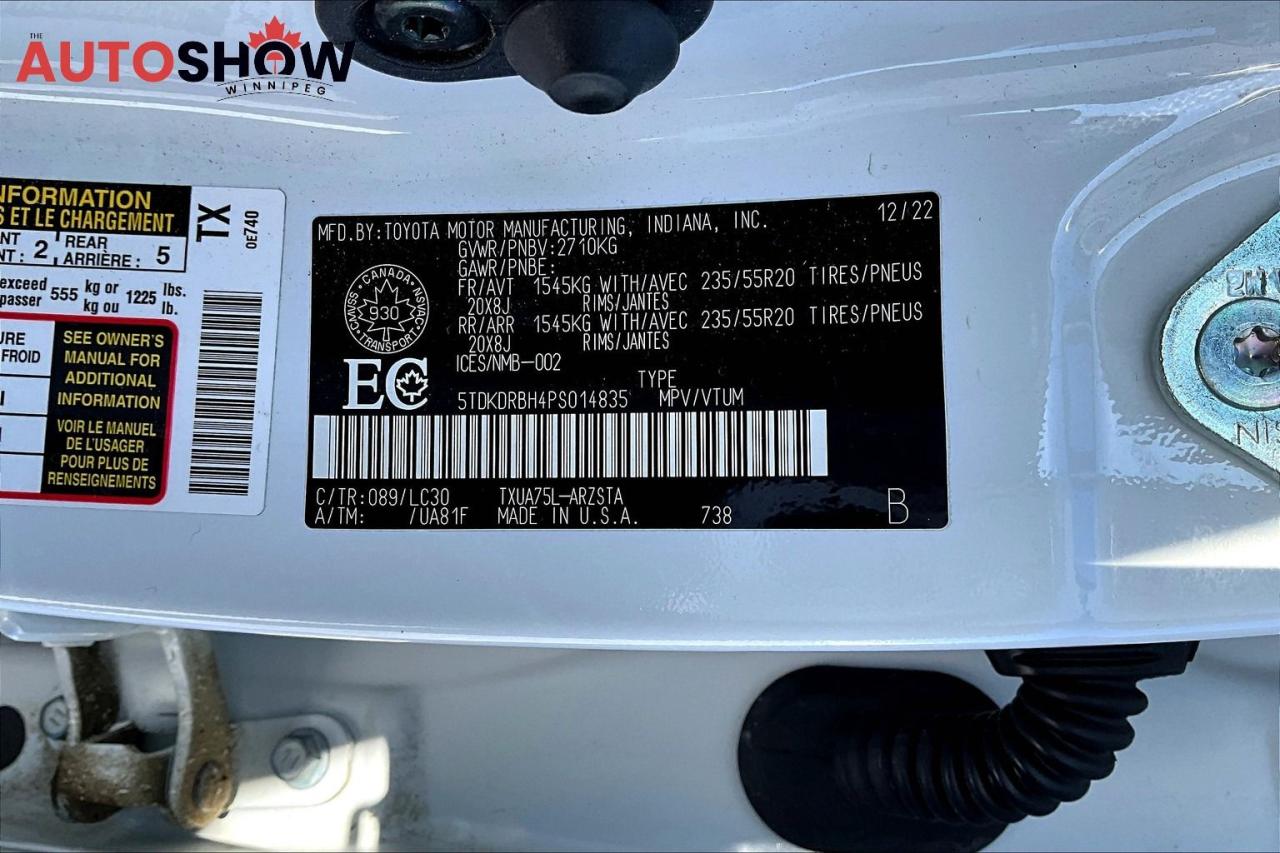 THE
AUTOSHOW
WINNIPEG
NFORMATION
S ET LE CHARGEMENT
NT 2 REAR 5
NT : ARRIÈRE :
TX
0E740
exceed 555 kg or 1225 lbs.
passer kg ou lb.
URE
FROID
SEE OWNER'S
MANUAL FOR
ADDITIONAL
INFORMATION
VOIR LE MANUEL
DE L'USAGER
POUR PLUS DE
RENSEIGNEMENTS
MFD.BY:TOYOTA MOTOR MANUFACTURING, INDIANA, INC. 12/22
GVWR/PNBV:2710KG
GAWR/PNBE:
FR/AVT 1545KG WITH/AVEC 235/55R20 TIRES/PNEUS
20X8J RIMS/JANTES
RR/ARR 1545KG WITH/AVEC 235/55R20 TIRES/PNEUS
20X8J RIMS/JANTES
ICES/NMB-002
CANADA
930
TRANSPORT
CMVSS
NSVAC
EC
TYPE
5TDKDRBH4PS014835 MPV/VTUM
C/TR:089/LC30 TXUA75L-ARZSTA
A/TM: /UA81F MADE IN U.S.A. 738 B